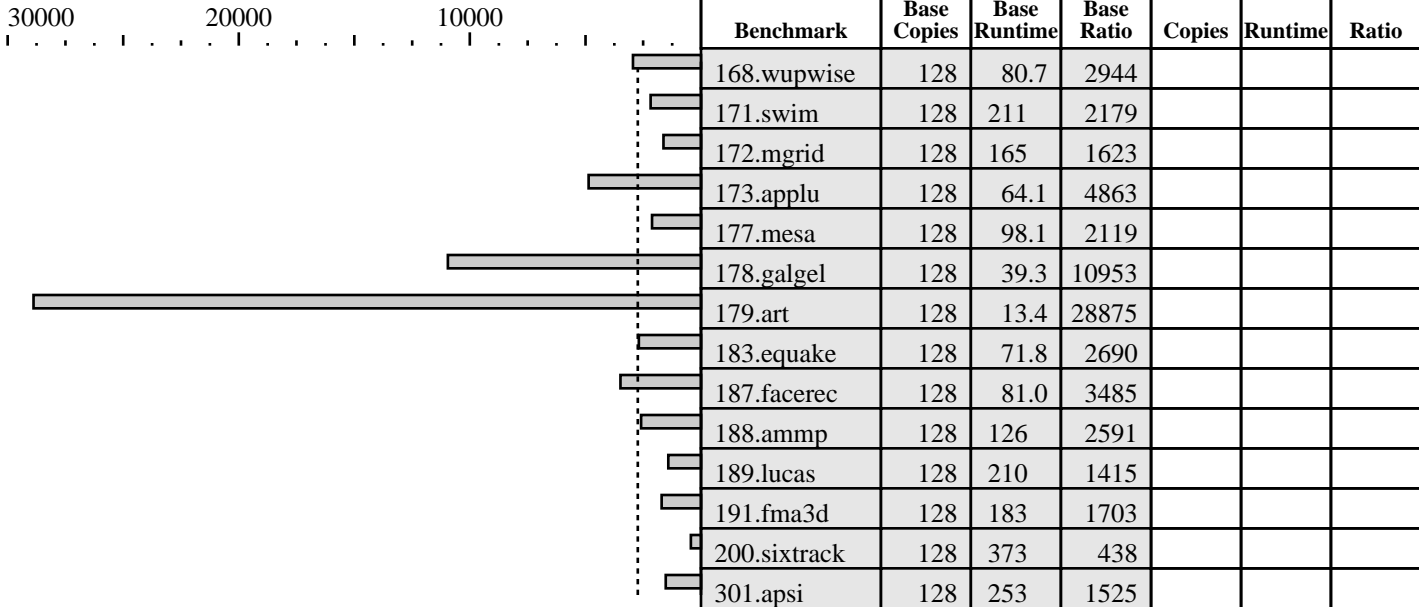 30000 20000 10000
Benchmark Base Copies Base Runtime Base Ratio Copies Runtime Ratio
168.wupwise 128 80.7 2944
171.swim 128 211 2179
172.mgrid 128 165 1623
173.applu 128 64.1 4863
177.mesa 128 98.1 2119
178.galgel 128 39.3 10953
179.art 128 13.4 28875
183.equake 128 71.8 2690
187.facerec 128 81.0 3485
188.ammp 128 126 2591
189.lucas 128 210 1415
191.fma3d 128 183 1703
200.sixtrack 128 373 438
301.apsi 128 253 1525